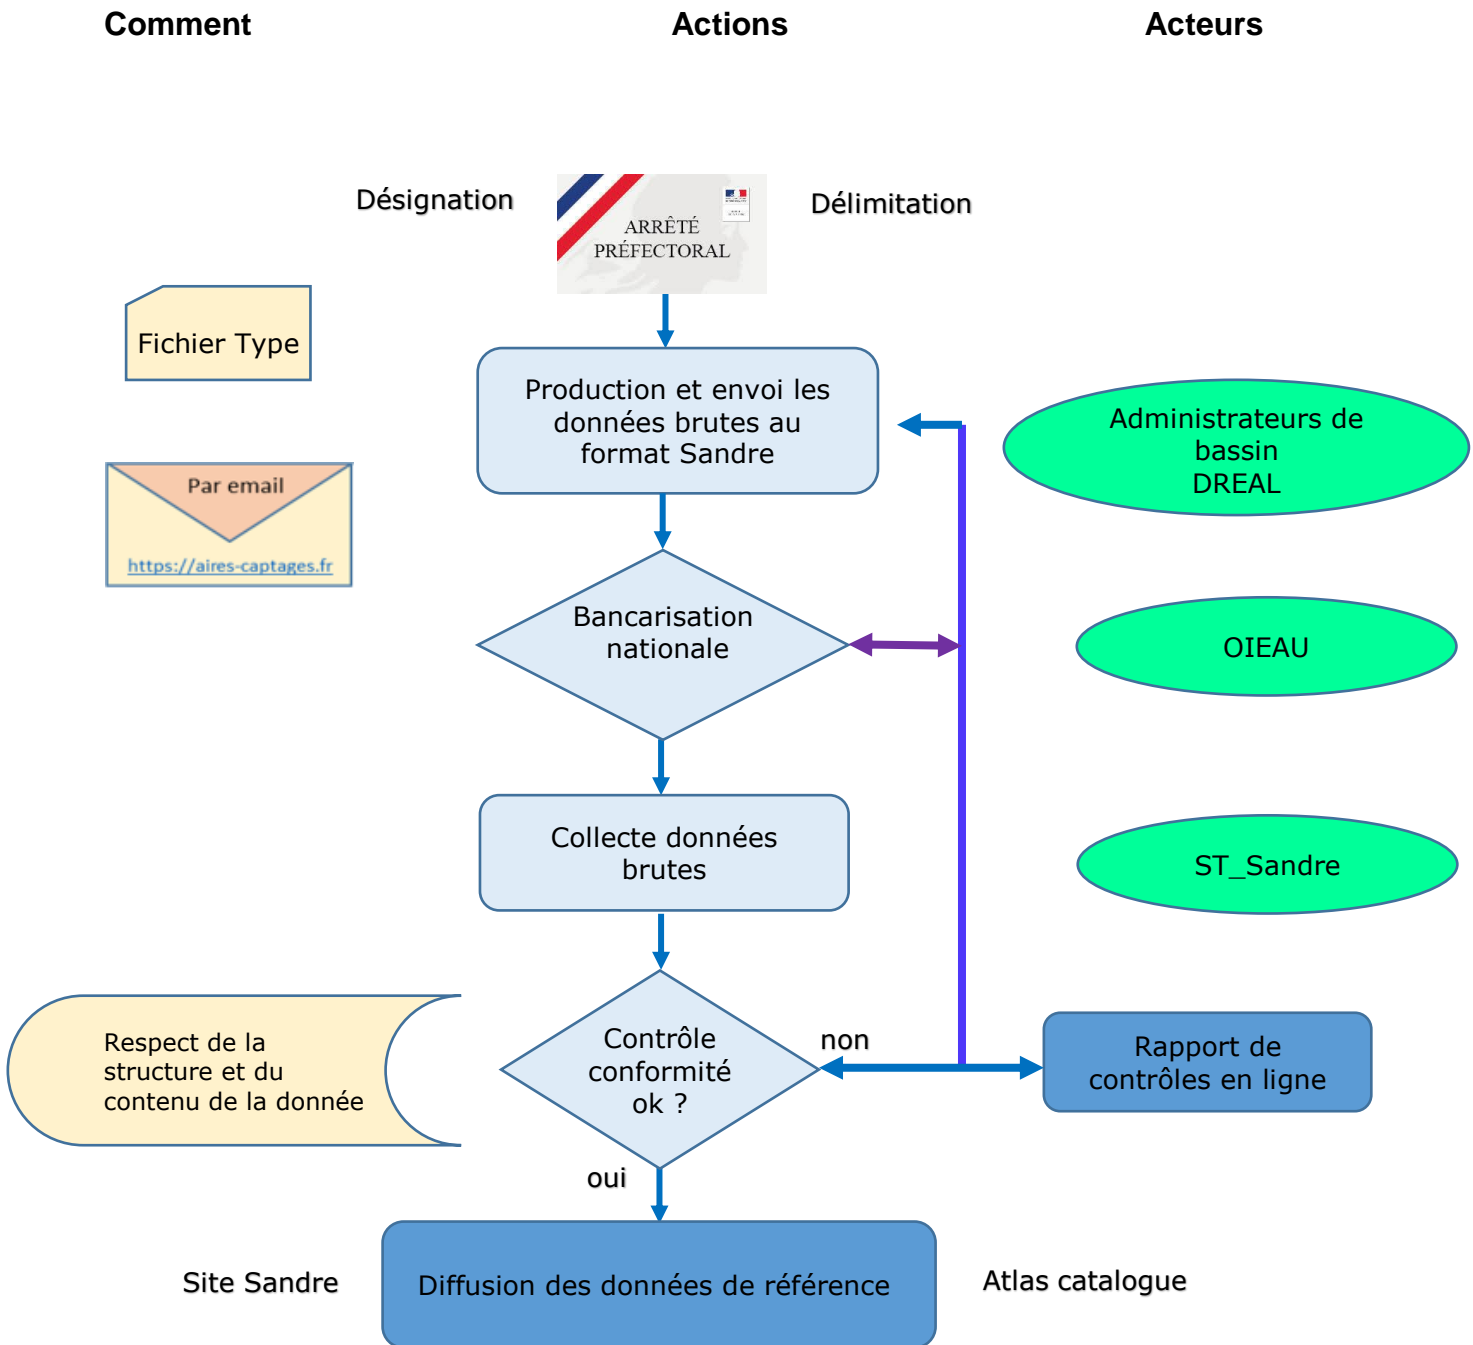 Comment
Actions
Acteurs
Désignation
ARRÊTÉ
PRÉFECTORAL
Délimitation
Fichier Type
Production et envoi les
données brutes au
format Sandre
Administrateurs de
bassin
DREAL
Par email
https://aires-captages.fr
Bancarisation
nationale
OIEAU
Collecte données
brutes
ST_Sandre
Respect de la
structure et du
contenu de la donnée
Contrôle
conformité
ok ?
non
Rapport de
contrôles en ligne
oui
Site Sandre
Diffusion des données de référence
Atlas catalogue